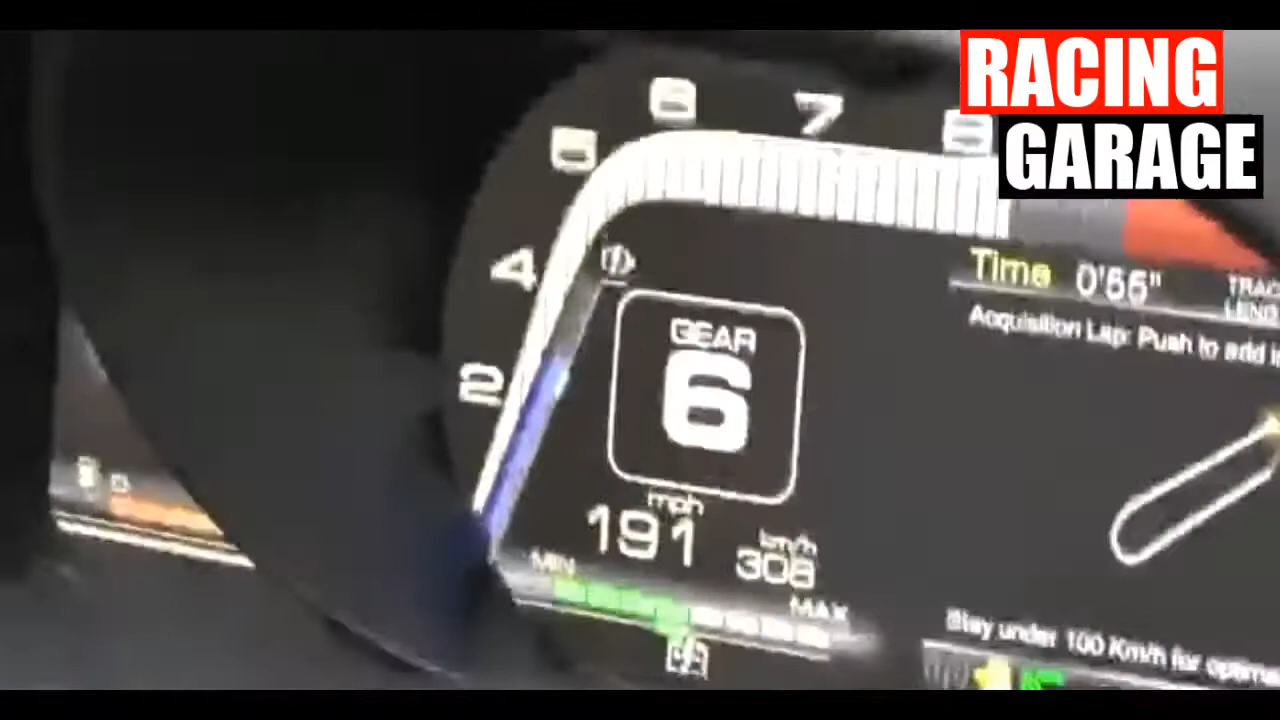 RACING
GARAGE
5 6 7 8
4
2
Time 0'55"
Acquisition Lap: Push to add
GEAR
6
mph
191
km/h
308
MIN
MAX
Stay under 100 Km/h for